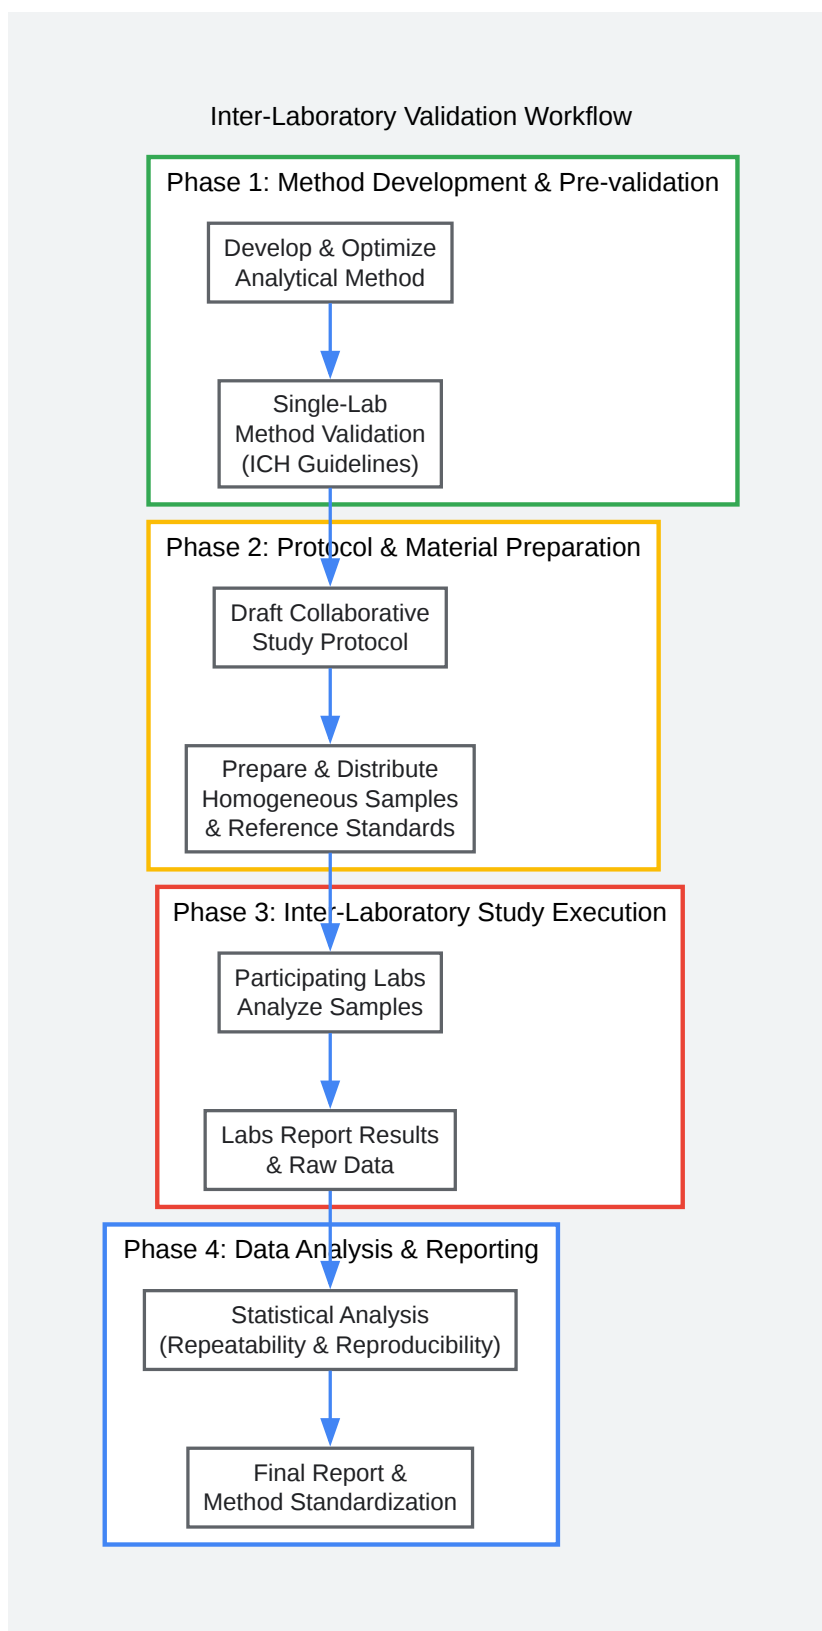 Inter-Laboratory Validation Workflow
Phase 1: Method Development & Pre-validation
Develop & Optimize
Analytical Method
Single-Lab
Method Validation
(ICH Guidelines)
Phase 2: Protocol & Material Preparation
Draft Collaborative
Study Protocol
Prepare & Distribute
Homogeneous Samples
& Reference Standards
Phase 3: Inter-Laboratory Study Execution
Participating Labs
Analyze Samples
Labs Report Results
& Raw Data
Phase 4: Data Analysis & Reporting
Statistical Analysis
(Repeatability & Reproducibility)
Final Report &
Method Standardization